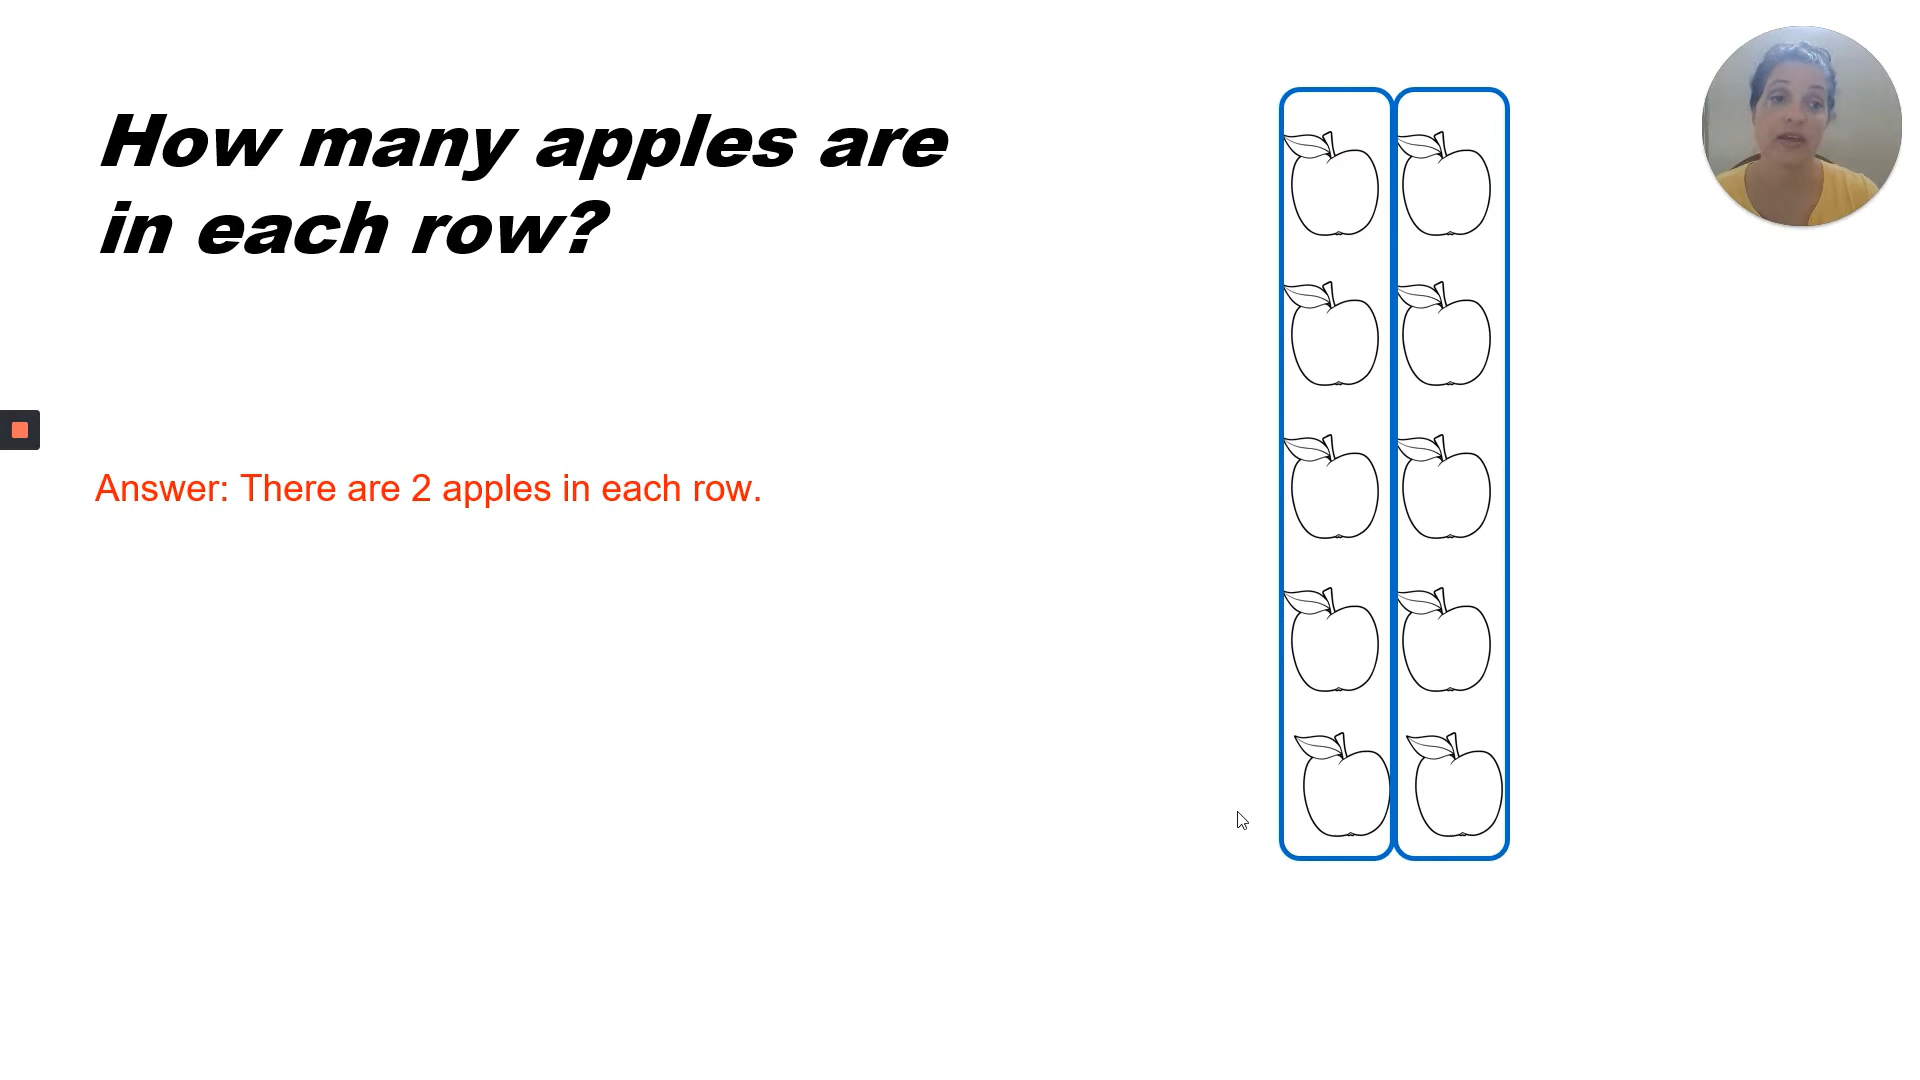 How many apples are
in each row?
Answer: There are 2 apples in each row.